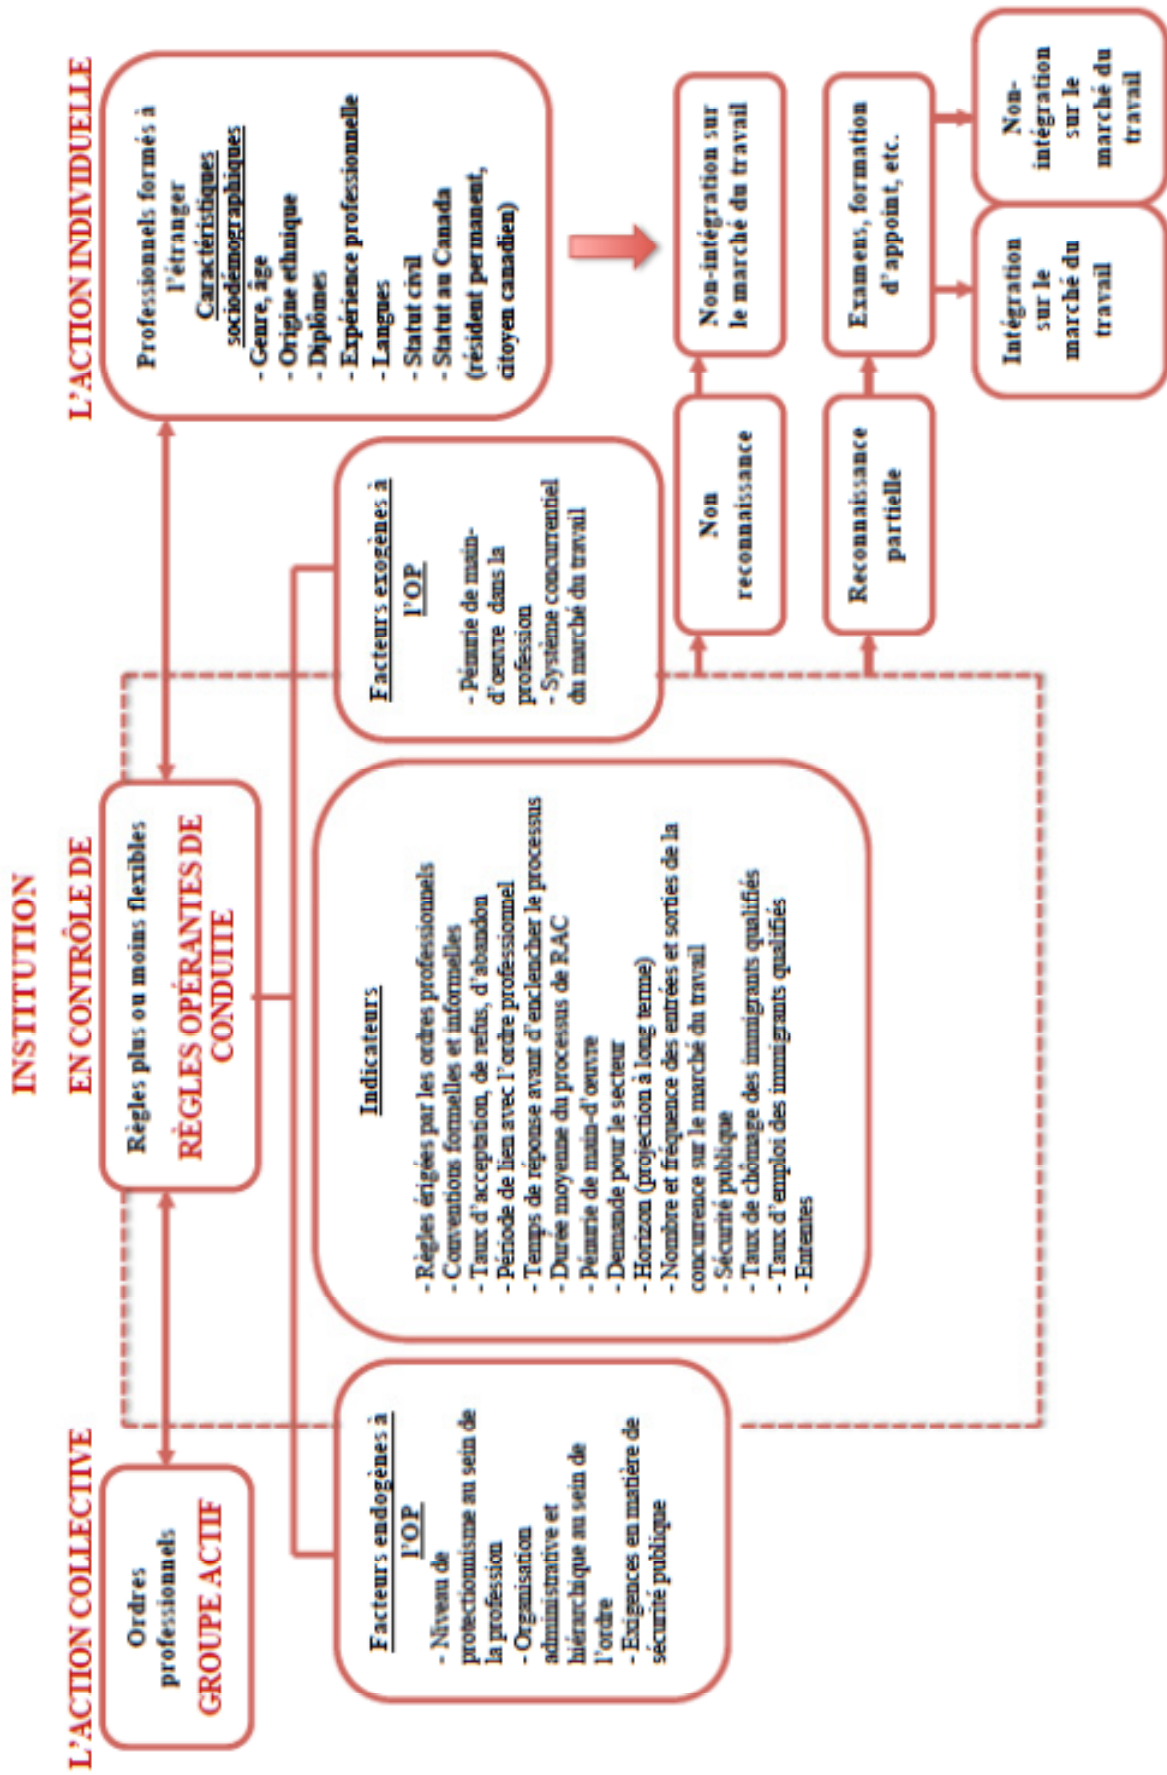 INSTITUTION
L'ACTION COLLECTIVE
EN CONTRÔLE DE
L'ACTION INDIVIDUELLE
Ordres
professionnels
GROUPE ACTIF
Règles plus ou moins flexibles
RÈGLES OPÉRANTES DE
CONDUITE
Professionnels formés à
l'étranger
Caractéristiques
sociodémographiques
- Genre, âge
- Origine ethnique
- Diplômes
- Expérience professionnelle
- Langues
- Statut civil
- Statut au Canada
(résident permanent,
citoyen canadien)
Facteurs endogènes à
l'OP
- Niveau de
protectionnisme au sein de
la profession
- Organisation
administrative et
hiérarchique au sein de
l'ordre
- Exigences en matière de
sécurité publique
Indicateurs
- Règles érigées par les ordres professionnels
- Conventions formelles et informelles
- Taux d'acceptation, de refus, d'abandon
- Période de lien avec l'ordre professionnel
- Temps de réponse avant d'enclencher le processus
- Durée moyenne du processus de RAC
- Pénurie de main-d'œuvre
- Demande pour le secteur
- Horizon (projection à long terme)
- Nombre et fréquence des entrées et sorties de la
concurrence sur le marché du travail
- Sécurité publique
- Taux de chômage des immigrants qualifiés
- Taux d'emploi des immigrants qualifiés
- Ententes
Facteurs exogènes à
l'OP
- Pénurie de main-
d'œuvre dans la
profession
- Système concurrentiel
du marché du travail
Non
reconnaissance
Non-intégration sur
le marché du travail
Reconnaissance
partielle
Examens, formation
d'appoint, etc.
Intégration
sur le
marché du
travail
Non-
intégration
sur le
marché du
travail